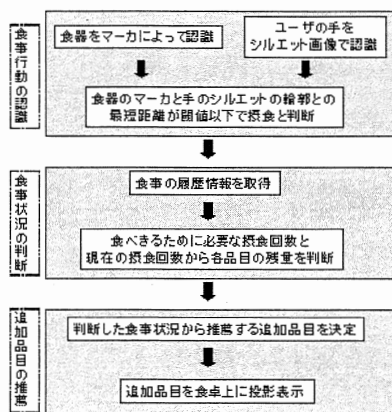 食事行動の認識
食器をマーカによって認識
ユーザの手を
シルエット画像で認識
食器のマーカと手のシルエットの輪郭との
最短距離が閾値以下で摂食と判断
食事状況の判断
食事の履歴情報を取得
食べきるために必要な摂食回数と
現在の摂食回数から各品目の残量を判断
追加品目の推薦
判断した食事状況から推薦する追加品目を決定
追加品目を食卓上に投影表示